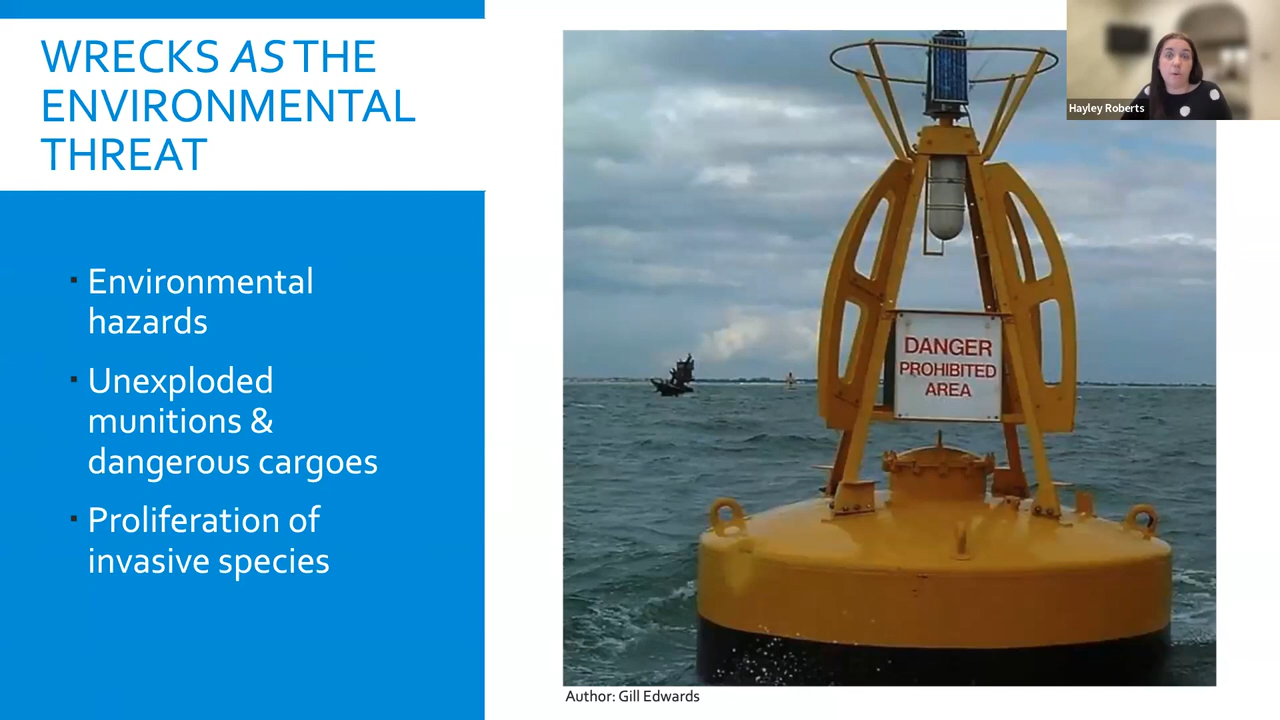 WRECKS AS THE
ENVIRONMENTAL
THREAT
▪ Environmental
hazards
▪ Unexploded
munitions &
dangerous cargoes
▪ Proliferation of
invasive species
DANGER
PROHIBITED
AREA
Hayley Roberts
Author: Gill Edwards